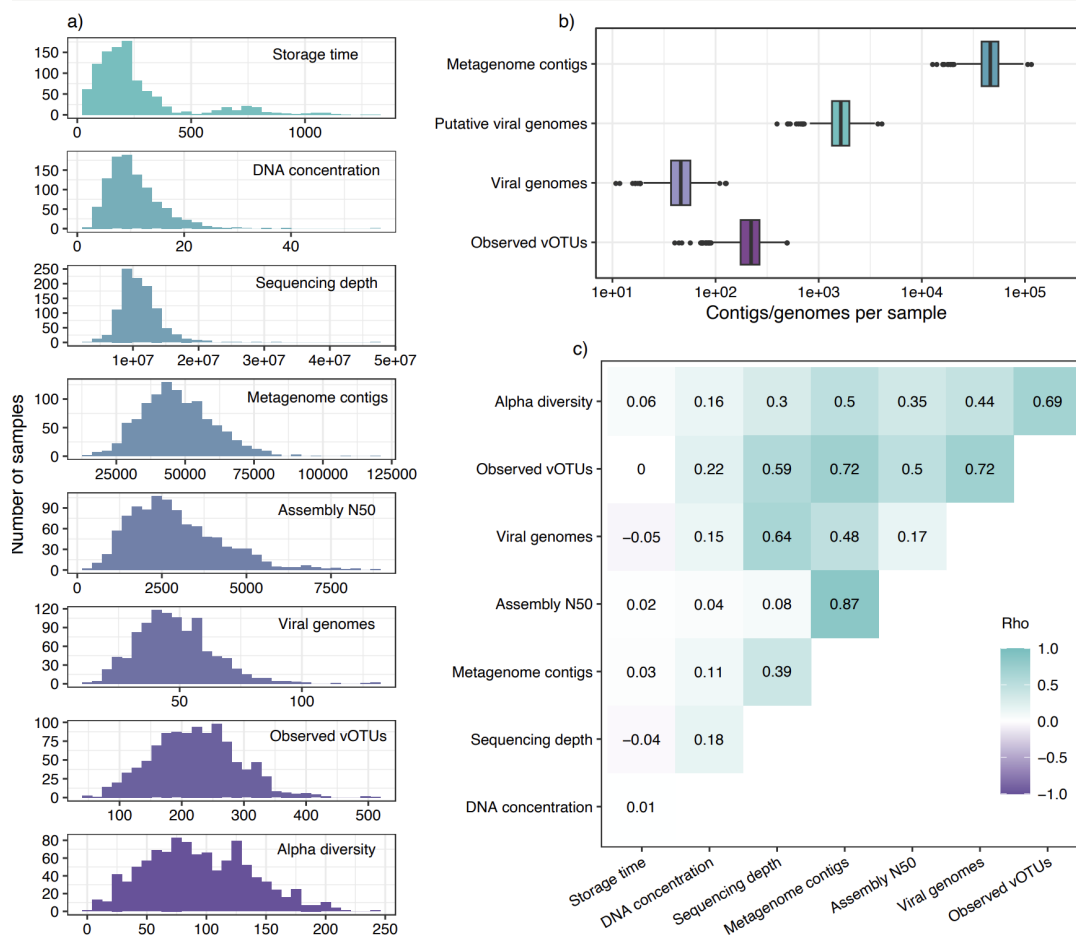 a)
Number of samples
Storage time
150
100
50
0
0 500 1000
DNA concentration
150
100
50
0
0 20 40
Sequencing depth
250
200
150
100
50
0
1e+07 2e+07 3e+07 4e+07 5e+07
Metagenome contigs
100
50
0
25000 50000 75000 100000 125000
Assembly N50
90
60
30
0
0 2500 5000 7500
Viral genomes
120
90
60
30
0
50 100
Observed vOTUs
100
75
50
25
0
100 200 300 400 500
Alpha diversity
80
60
40
20
0
0 50 100 150 200 250
b)
Metagenome contigs
Putative viral genomes
Viral genomes
Observed vOTUs
1e+01 1e+02 1e+03 1e+04 1e+05
Contigs/genomes per sample
c)
Alpha diversity 0.06 0.16 0.3 0.5 0.35 0.44 0.69
Observed vOTUs 0 0.22 0.59 0.72 0.5 0.72
Viral genomes −0.05 0.15 0.64 0.48 0.17
Assembly N50 0.02 0.04 0.08 0.87
Metagenome contigs 0.03 0.11 0.39
Sequencing depth −0.04 0.18
DNA concentration 0.01
Storage time
DNA concentration
Sequencing depth
Metagenome contigs
Assembly N50
Viral genomes
Observed vOTUs
Rho
1.0
0.5
0.0
−0.5
−1.0